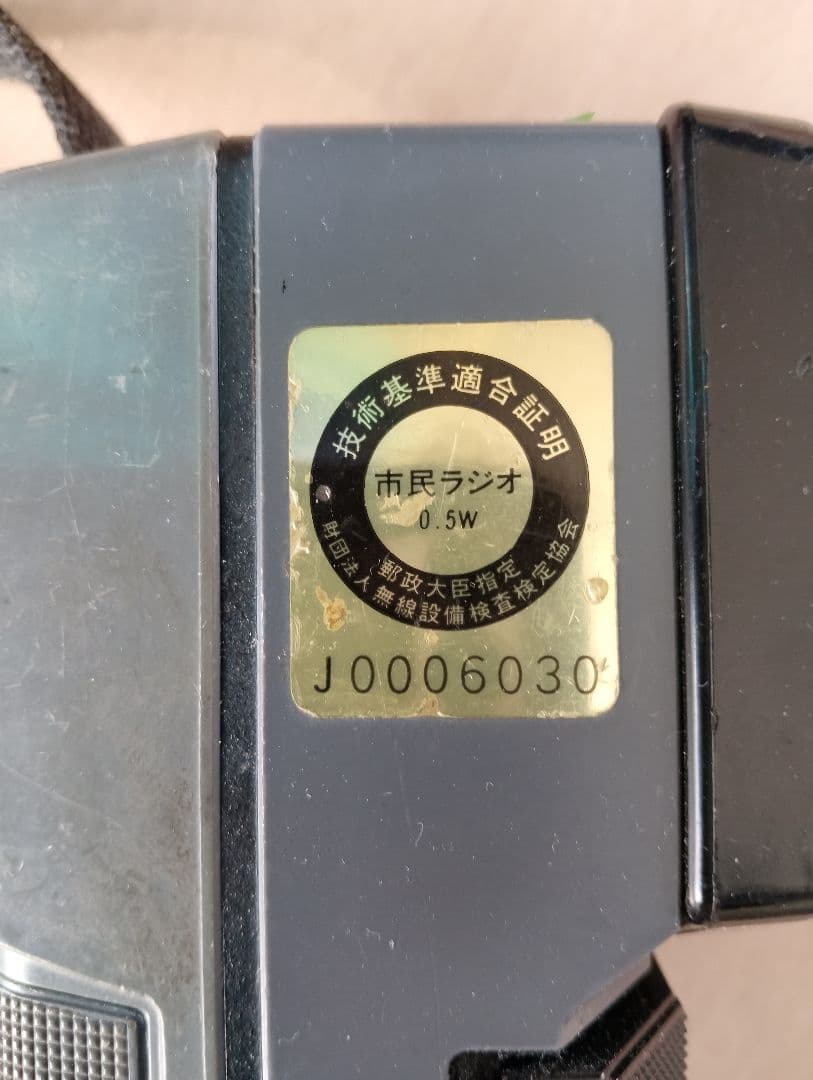 技術基準適合証明
市民ラジオ
0.5W
郵政大臣指定
財団法人無線設備検査検定協会
J0006030